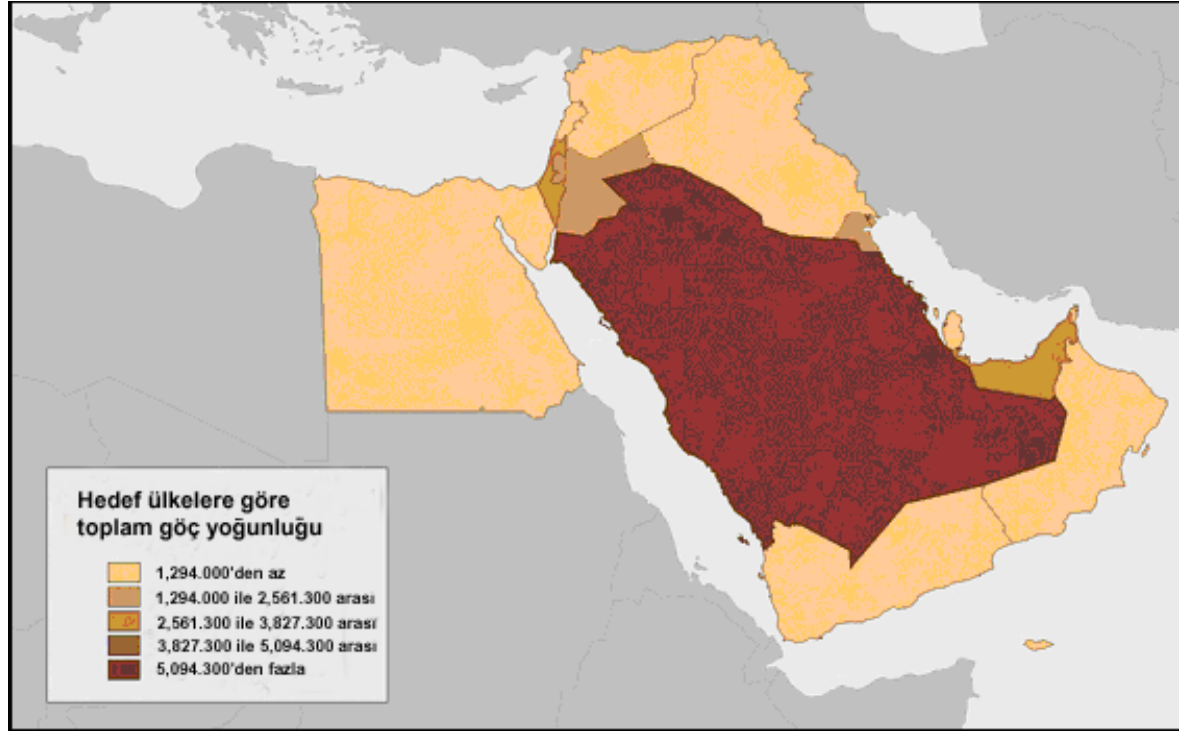 Hedef ülkelere göre
toplam göç yoğunluğu
1,294.000'den az
1,294.000 ile 2,561.300 arası
2,561.300 ile 3,827.300 arası
3,827.300 ile 5,094.300 arası
5,094.300'den fazla